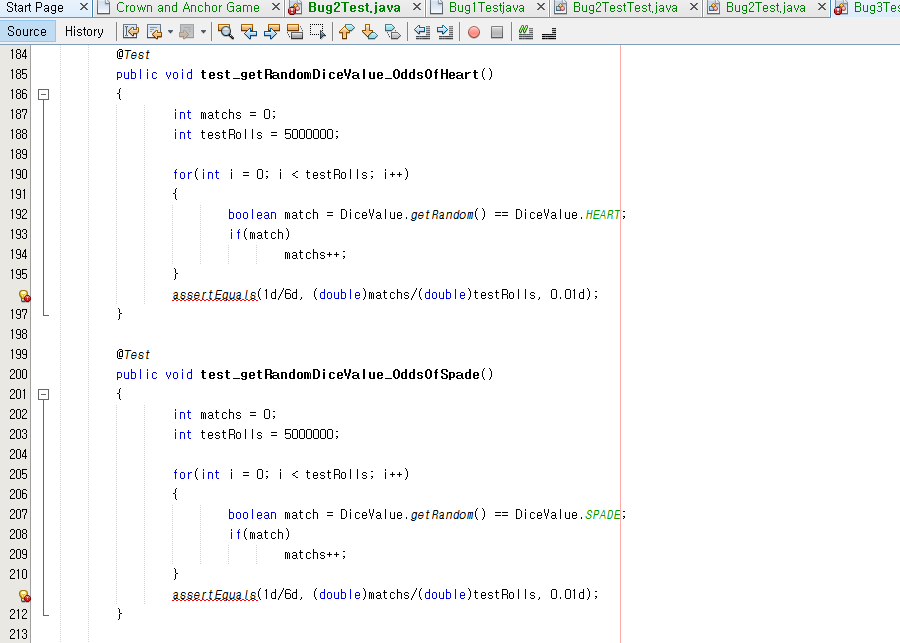 Start Page Crown and Anchor Game Bug2Test.java Bug1Testjava Bug2TestTest.java Bug2Test.java Bug3Tes
Source History
184 @Test
185 public void test_getRandomDiceValue_OddsOfHeart()
186 {
187 int matchs = 0;
188 int testRolls = 5000000;
189
190 for(int i = 0; i < testRolls; i++)
191 {
192 boolean match = DiceValue.getRandom() == DiceValue.HEART;
193 if(match)
194 matchs++;
195 }
assertEquals(1d/6d, (double)matchs/(double)testRolls, 0.01d);
197 }
198
199 @Test
200 public void test_getRandomDiceValue_OddsOfSpade()
201 {
202 int matchs = 0;
203 int testRolls = 5000000;
204
205 for(int i = 0; i < testRolls; i++)
206 {
207 boolean match = DiceValue.getRandom() == DiceValue.SPADE;
208 if(match)
209 matchs++;
210 }
assertEquals(1d/6d, (double)matchs/(double)testRolls, 0.01d);
212 }
213